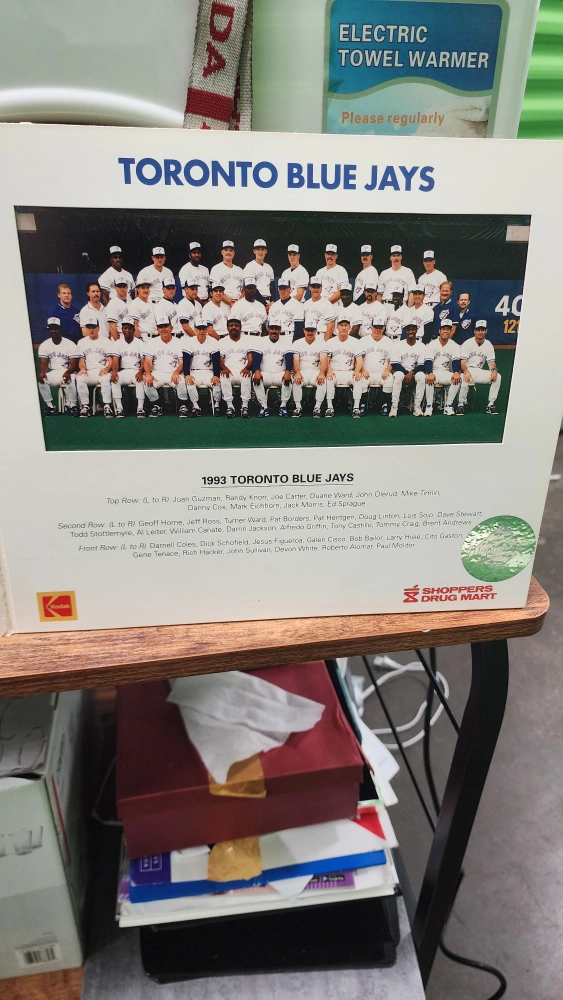 DA
ELECTRIC
TOWEL WARMER
Please regularly
TORONTO BLUE JAYS
40
121
1993 TORONTO BLUE JAYS
Top Row: (L to R) Juan Guzman, Randy Knorr, Joe Carter, Duane Ward, John Olerud, Mike Timlin,
Danny Cox, Mark Eichhorn, Jack Morris, Ed Sprague
Second Row: (L to R) Geoff Horne, Jeff Ross, Turner Ward, Pat Borders, Pat Hentgen, Doug Linton, Luis Sojo, Dave Stewart,
Todd Stottlemyre, Al Leiter, William Canate, Darrin Jackson, Alfredo Griffin, Tony Castillo, Tommy Craig, Brent Andrews
Front Row: (L to R) Darnell Coles, Dick Schofield, Jesus Figueroa, Galen Cisco, Bob Bailor, Larry Hisle, Cito Gaston,
Gene Tenace, Rich Hacker, John Sullivan, Devon White, Roberto Alomar, Paul Molitor
Kodak
SHOPPERS
DRUG MART